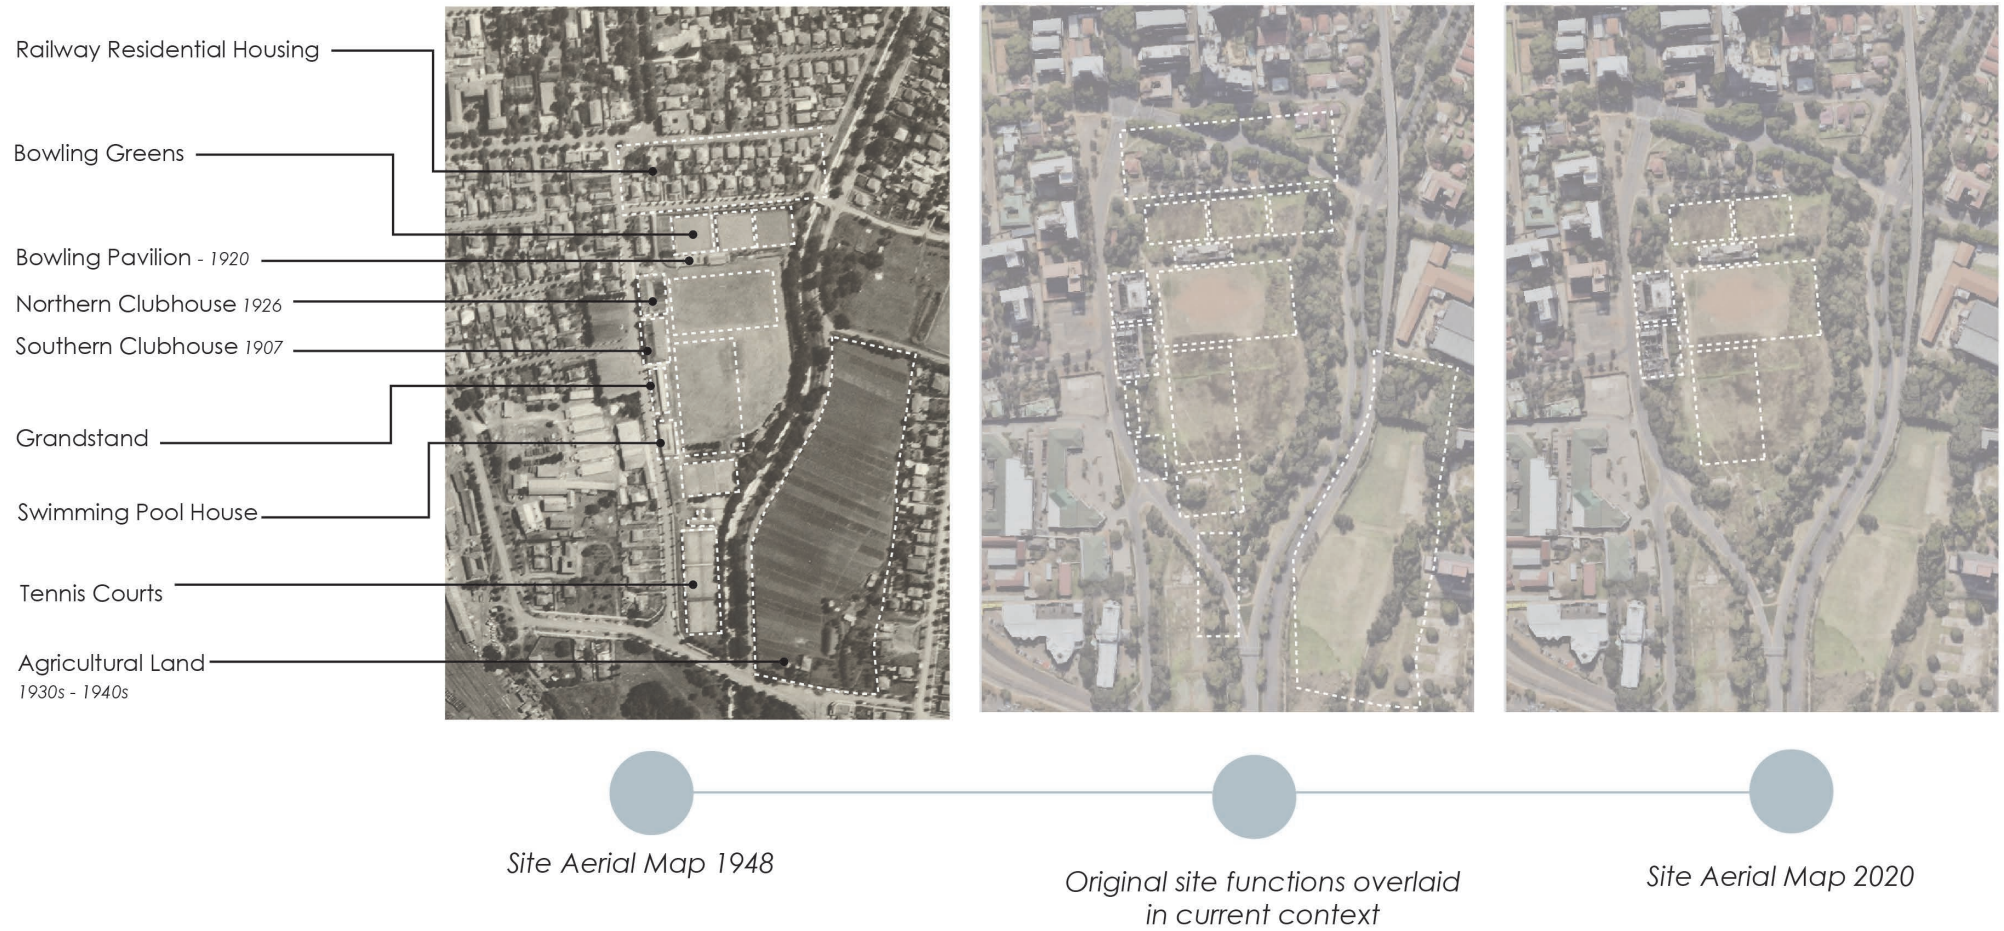 Railway Residential Housing
Bowling Greens
Bowling Pavilion - 1920
Northern Clubhouse 1926
Southern Clubhouse 1907
Grandstand
Swimming Pool House
Tennis Courts
Agricultural Land
1930s - 1940s
Site Aerial Map 1948
Original site functions overlaid
in current context
Site Aerial Map 2020